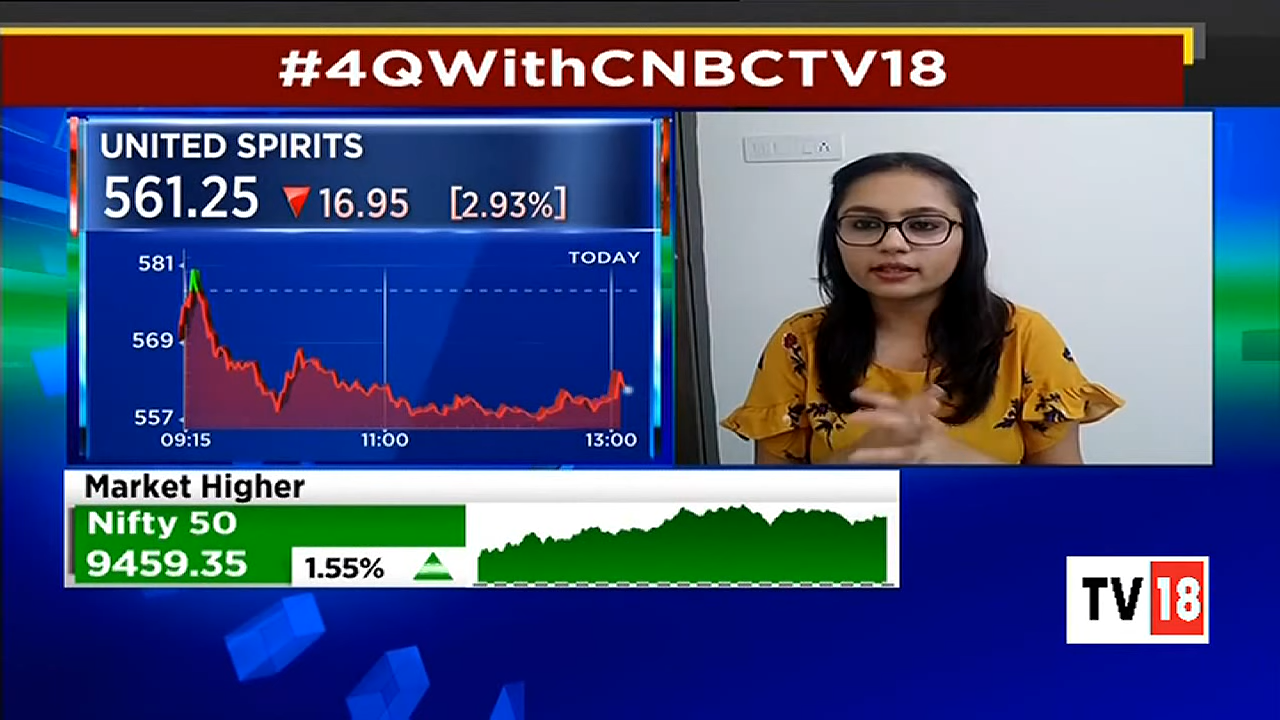 #4QWithCNBCTV18
UNITED SPIRITS
561.25 ▼ 16.95 [2.93%]
TODAY
581
569
557
09:15 11:00 13:00
Market Higher
Nifty 50
9459.35 1.55% ▲
TV18